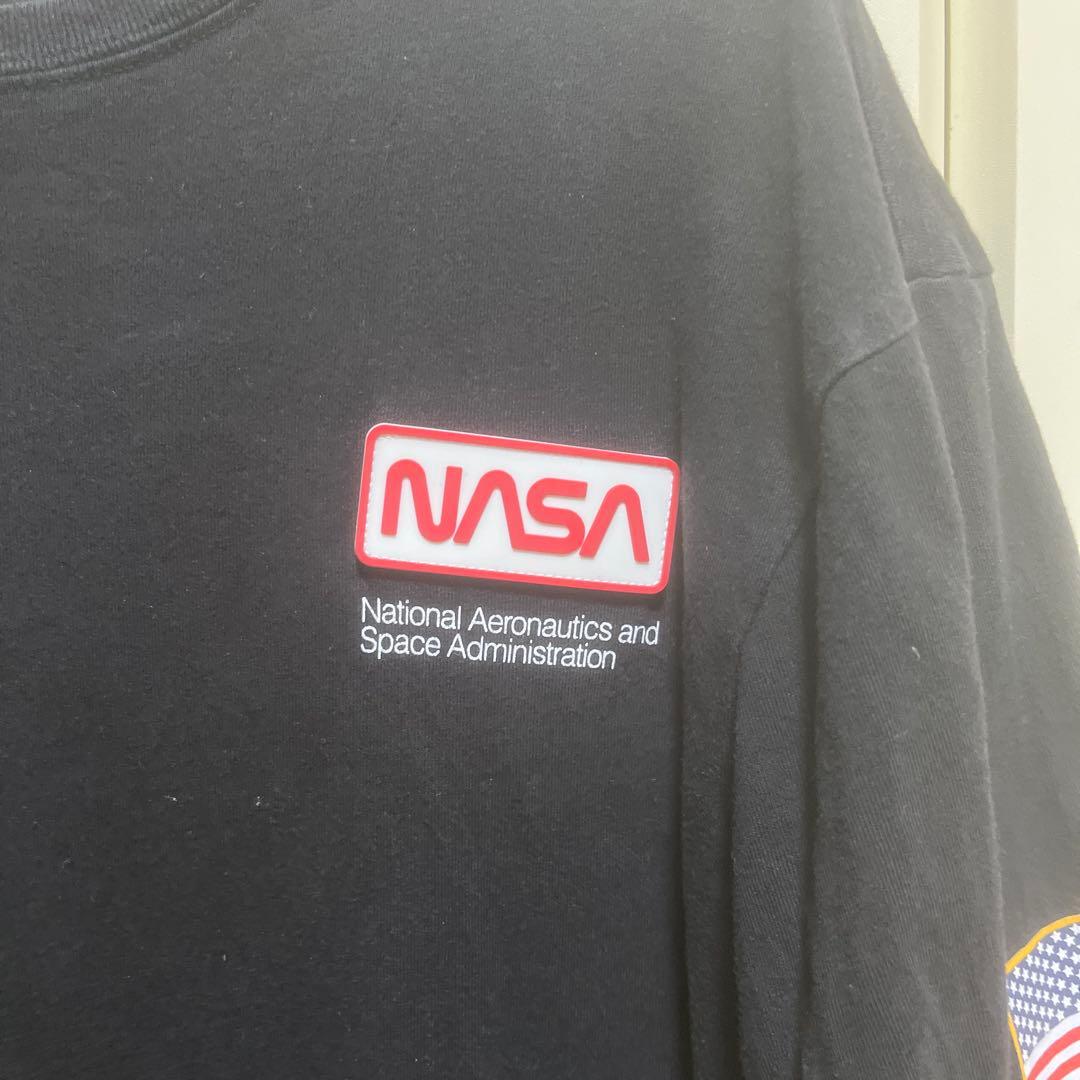 NASA
National Aeronautics and
Space Administration